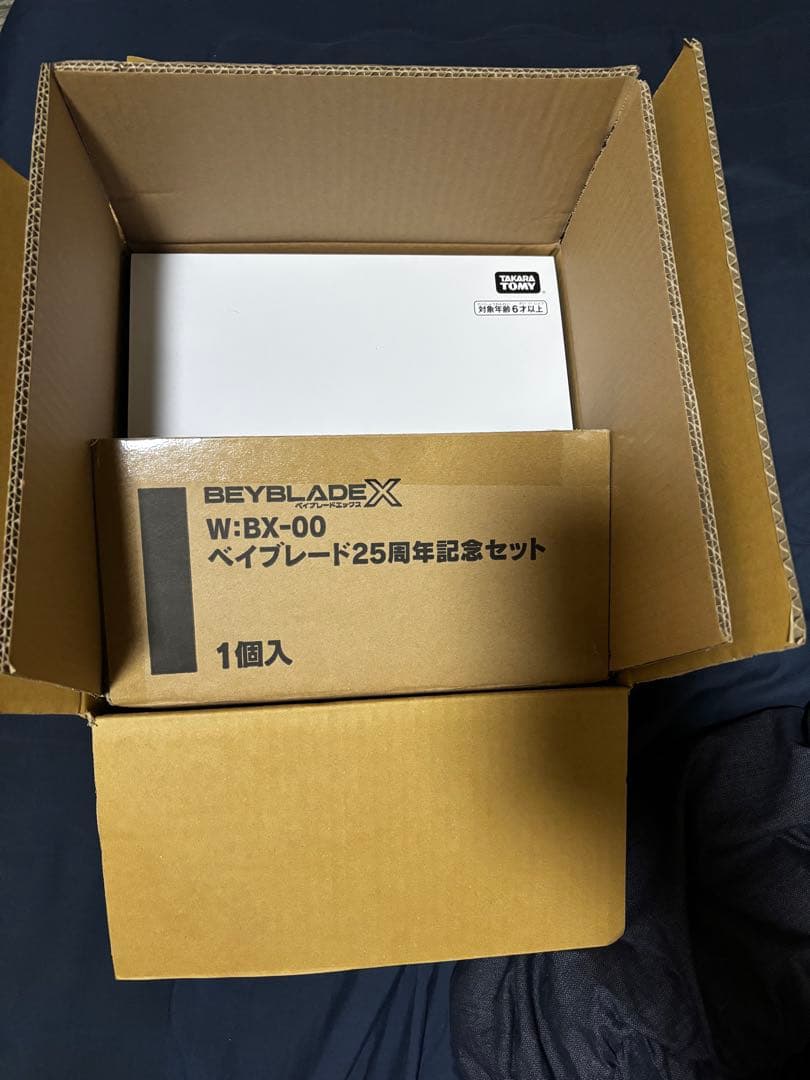 TAKARA
TOMY
対象年齢6才以上
BEYBLADE X
ベイブレードエックス
W:BX-00
ベイブレード25周年記念セット
1個入